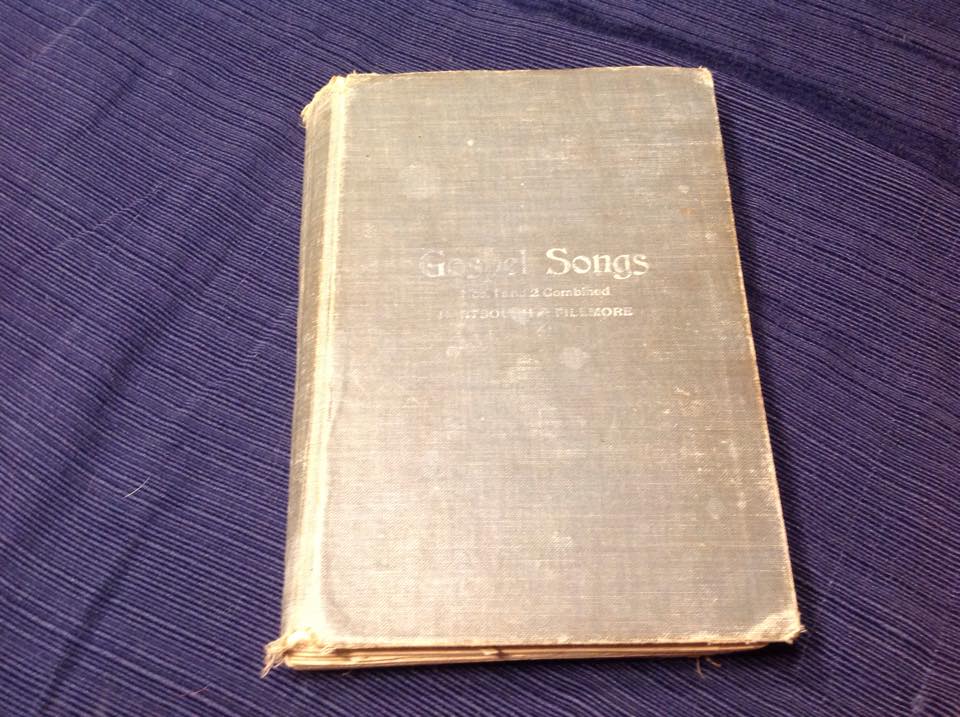 Gospel Songs
1 and 2 Combined
& FILLMORE